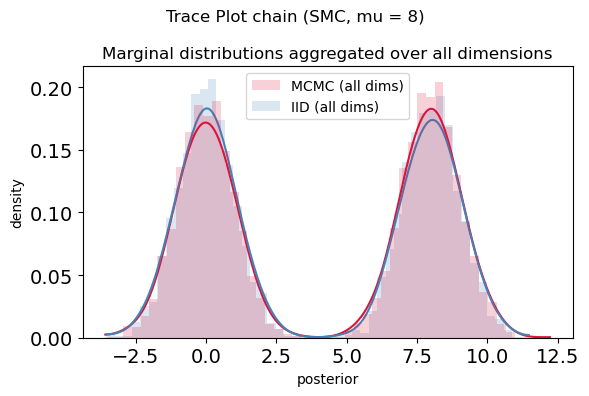 Trace Plot chain (SMC, mu = 8)
Marginal distributions aggregated over all dimensions
MCMC (all dims)
IID (all dims)
density
0.20
0.15
0.10
0.05
0.00
−2.5 0.0 2.5 5.0 7.5 10.0 12.5
posterior